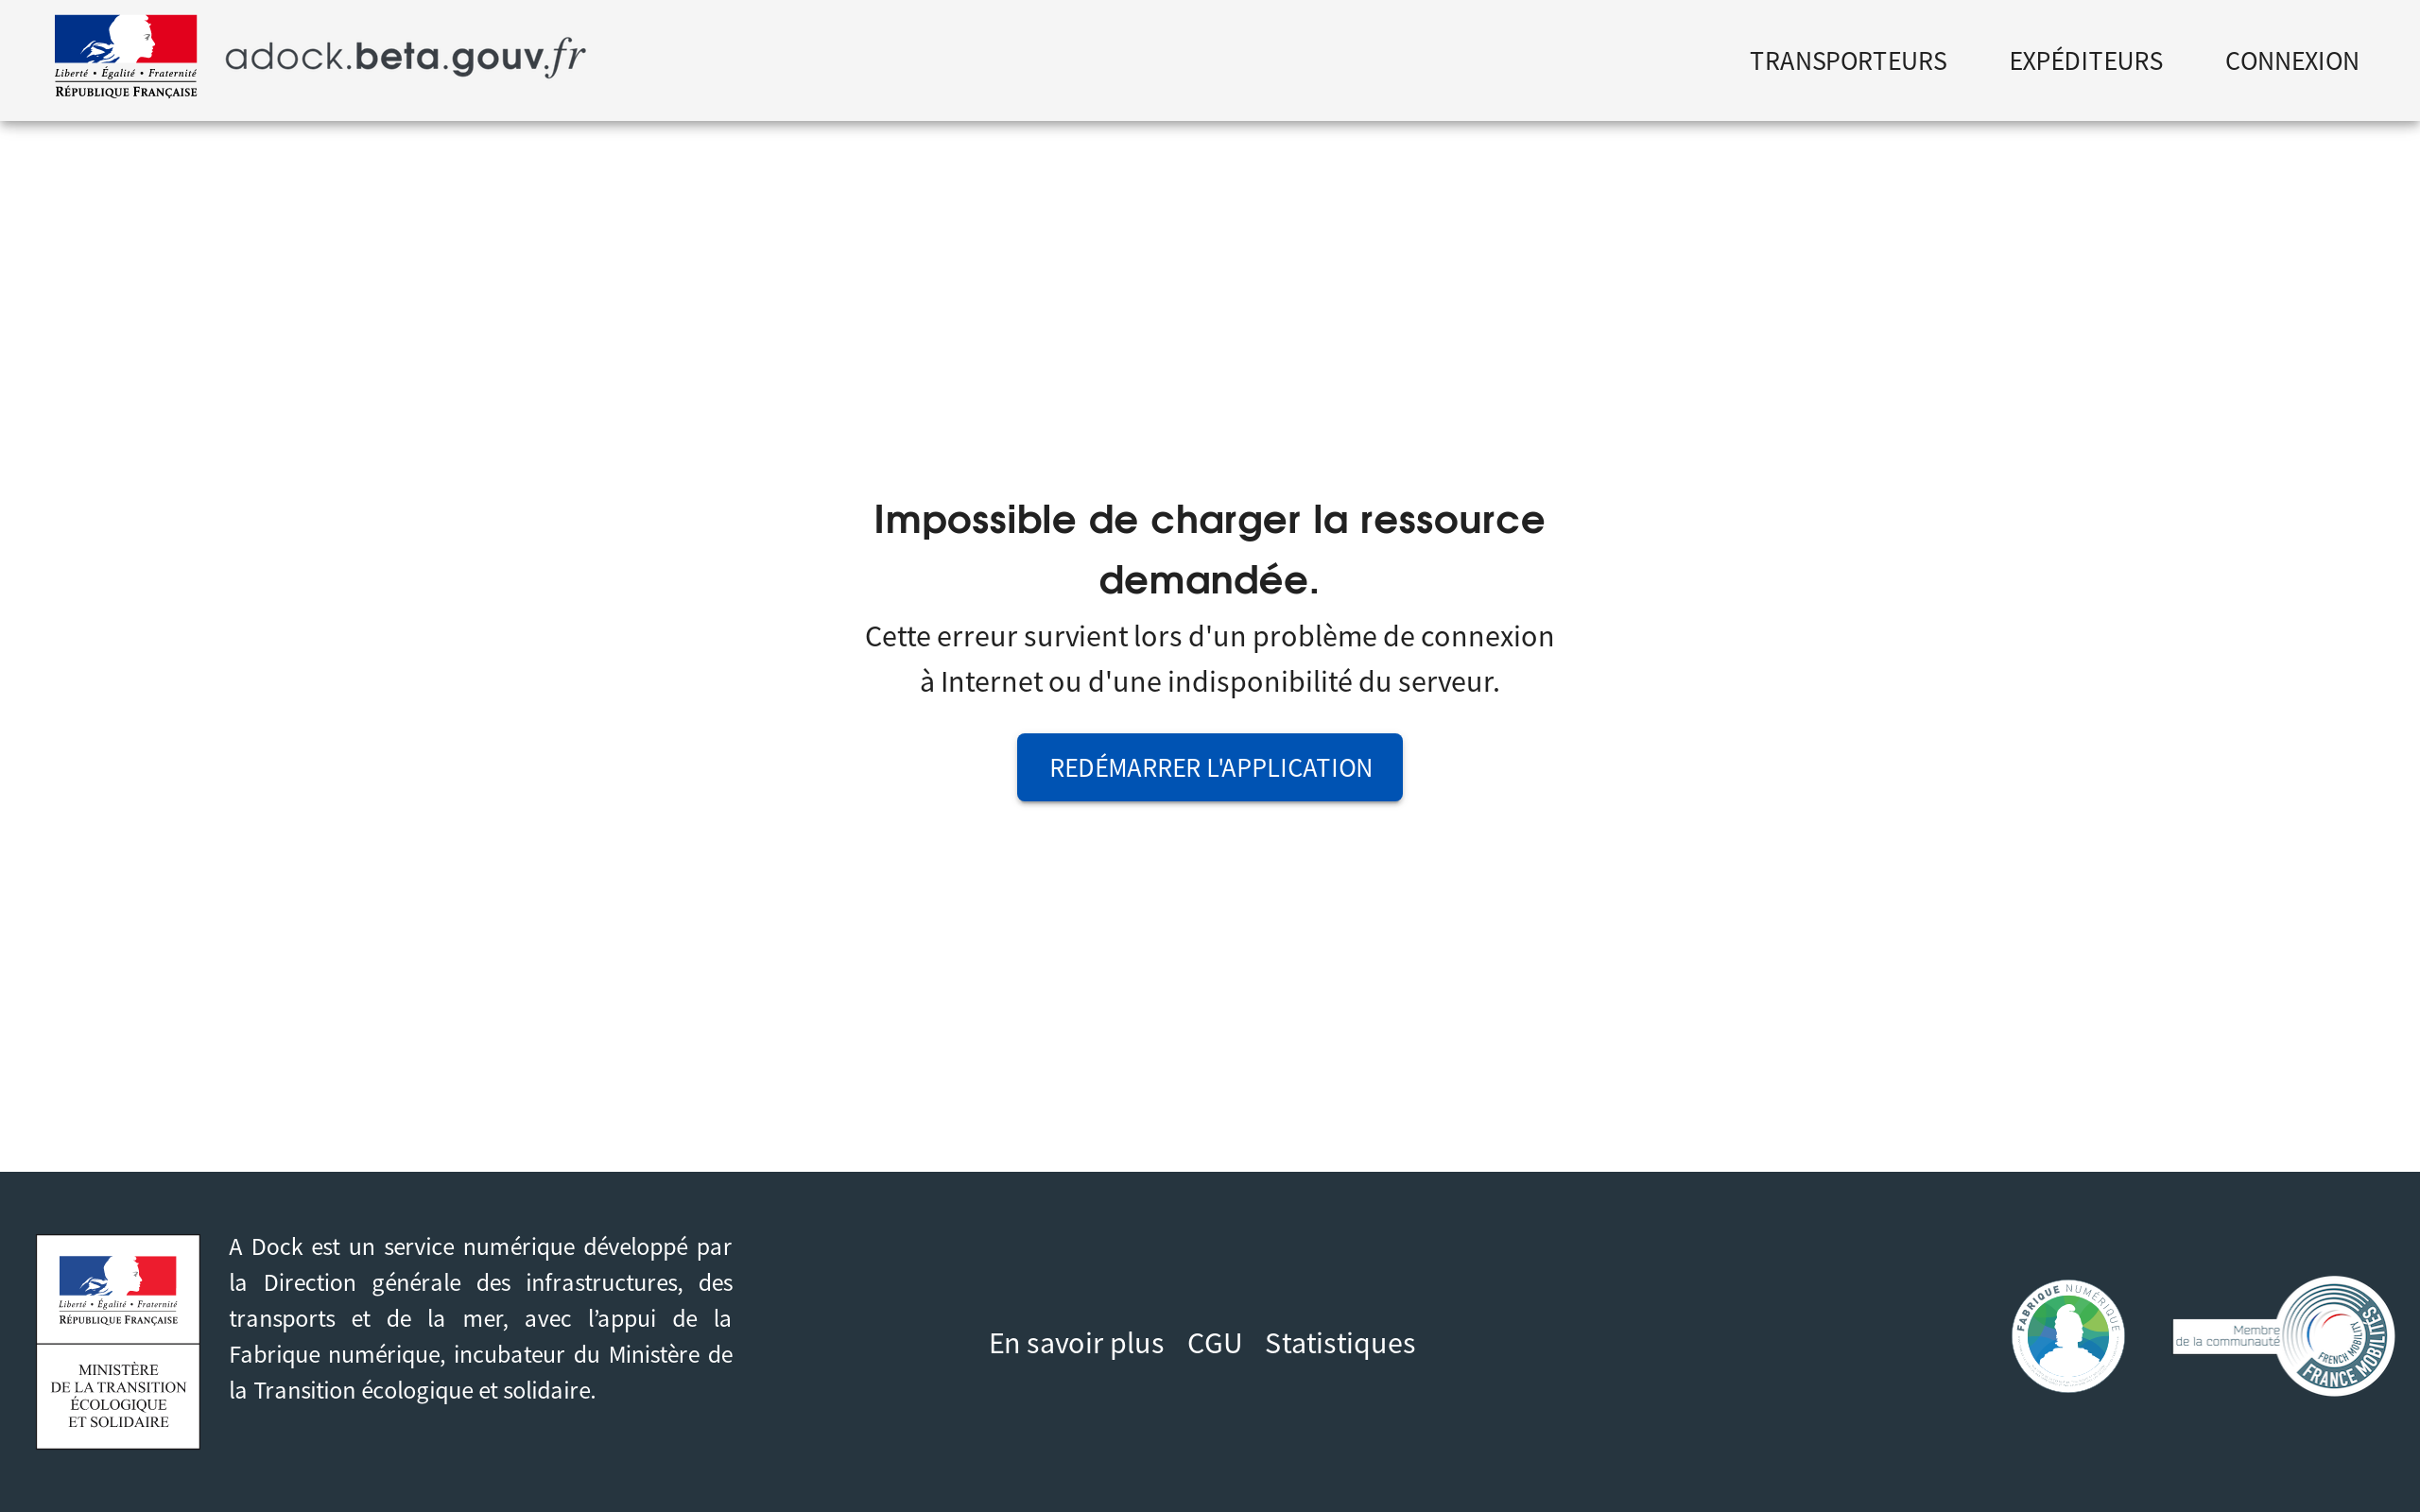 Liberté • Égalité • Fraternité
RÉPUBLIQUE FRANÇAISE
adock.beta.gouv.fr
TRANSPORTEURS
EXPÉDITEURS
CONNEXION
Impossible de charger la ressource
demandée.
Cette erreur survient lors d'un problème de connexion
à Internet ou d'une indisponibilité du serveur.
REDÉMARRER L'APPLICATION
Liberté • Égalité • Fraternité
RÉPUBLIQUE FRANÇAISE
MINISTÈRE
DE LA TRANSITION
ÉCOLOGIQUE
ET SOLIDAIRE
A Dock est un service numérique développé par
la Direction générale des infrastructures, des
transports et de la mer, avec l’appui de la
Fabrique numérique, incubateur du Ministère de
la Transition écologique et solidaire.
En savoir plus
CGU
Statistiques
FABRIQUE NUMÉRIQUE
Membre
de la communauté
FRENCH MOBILITY
FRANCE MOBILITÉS